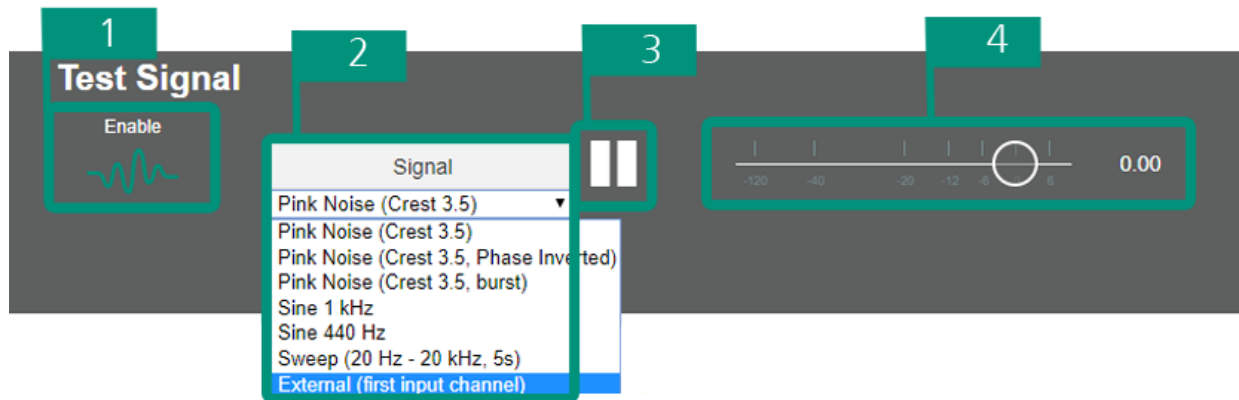 1
2
3
4
Test Signal
Enable
Signal
Pink Noise (Crest 3.5)
Pink Noise (Crest 3.5)
Pink Noise (Crest 3.5, Phase Inverted)
Pink Noise (Crest 3.5, burst)
Sine 1 kHz
Sine 440 Hz
Sweep (20 Hz - 20 kHz, 5s)
External (first input channel)
-120 -40 -20 -12 -6 0 6
0.00